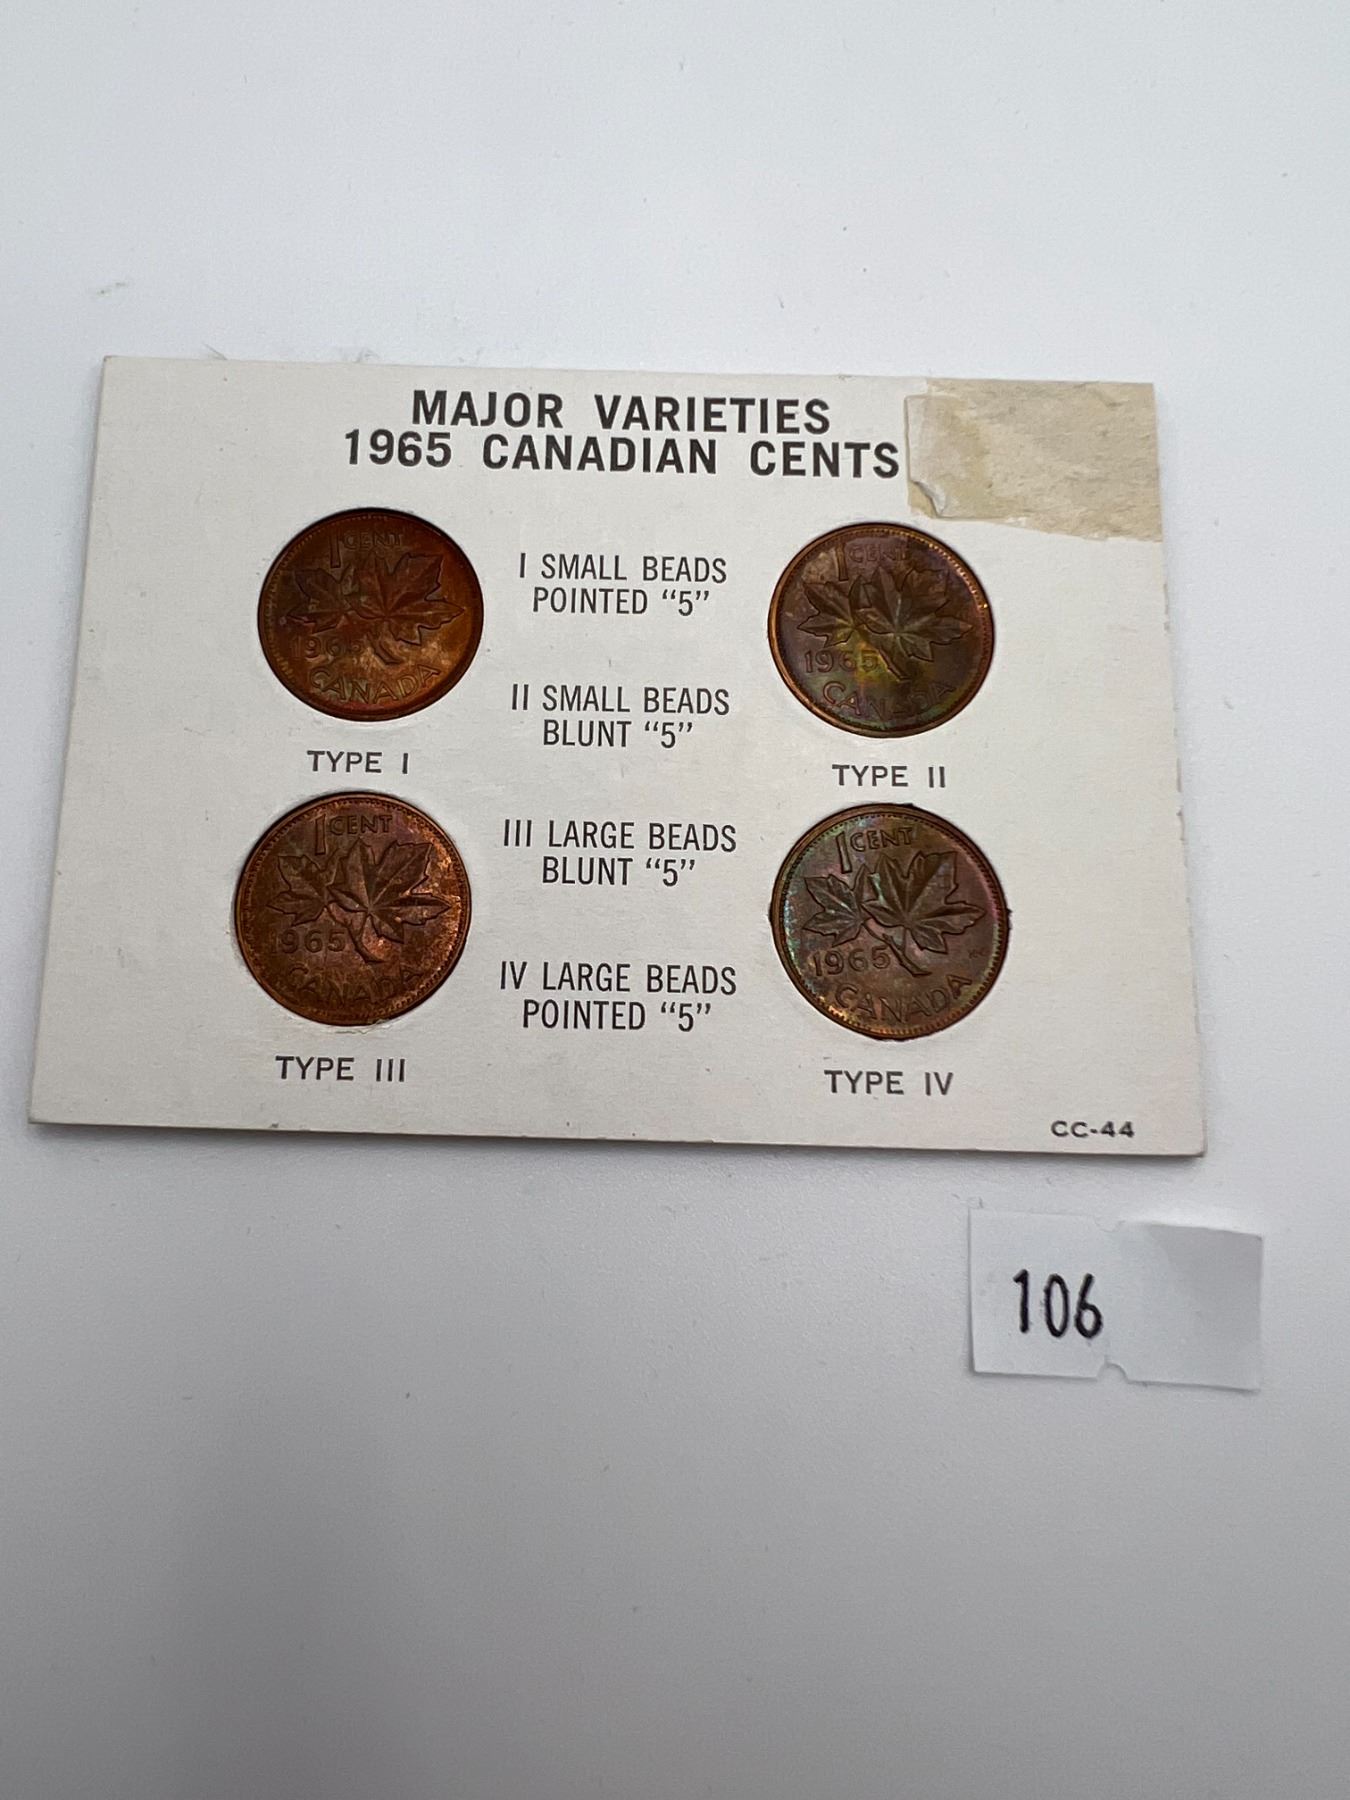 MAJOR VARIETIES
1965 CANADIAN CENTS
1 CENT
1965
CANADA
TYPE I
I SMALL BEADS
POINTED "5"
1 CENT
1965
CANADA
TYPE II
II SMALL BEADS
BLUNT "5"
1 CENT
1965
CANADA
TYPE III
III LARGE BEADS
BLUNT "5"
IV LARGE BEADS
POINTED "5"
1 CENT
1965
CANADA
TYPE IV
CC-44
106